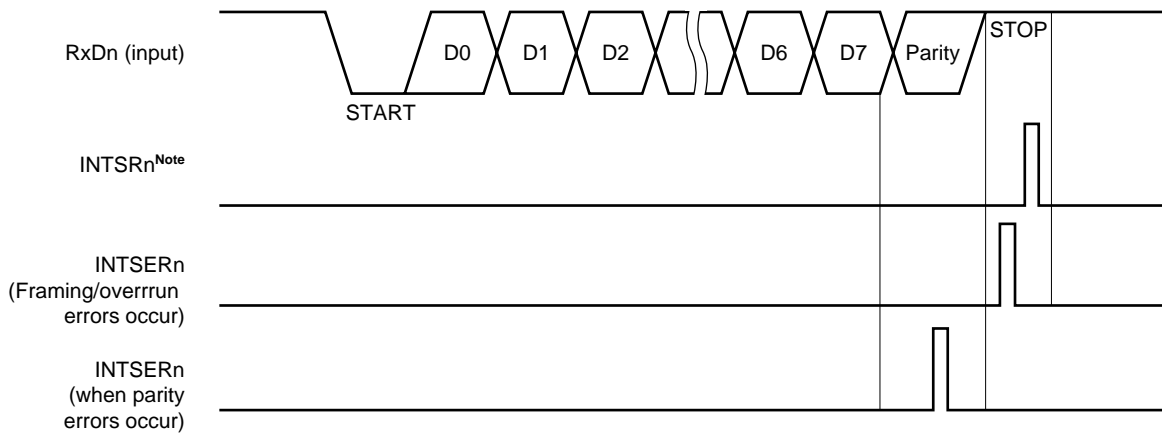 RxDn (input)
START
D0
D1
D2
D6
D7
Parity
STOP
INTSRnNote
INTSERn
(Framing/overrrun
errors occur)
INTSERn
(when parity
errors occur)